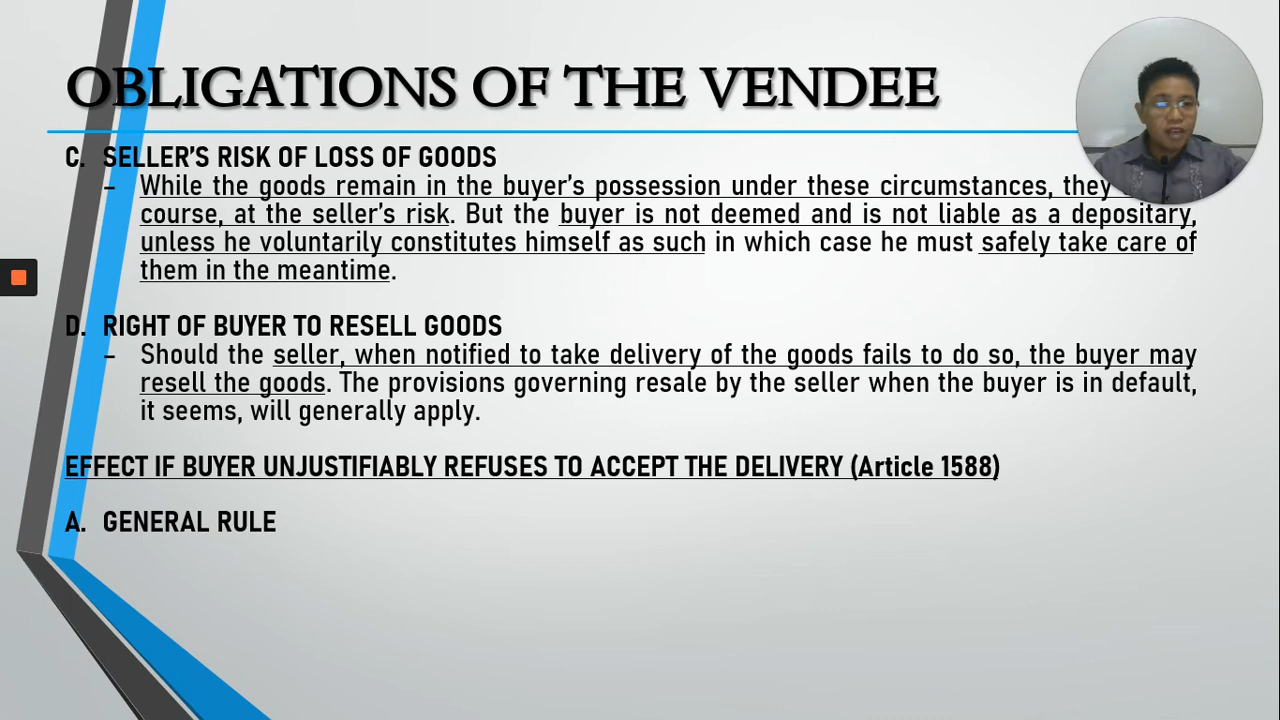 OBLIGATIONS OF THE VENDEE
C. SELLER'S RISK OF LOSS OF GOODS
– While the goods remain in the buyer's possession under these circumstances, they
course, at the seller's risk. But the buyer is not deemed and is not liable as a depositary,
unless he voluntarily constitutes himself as such in which case he must safely take care of
them in the meantime.
D. RIGHT OF BUYER TO RESELL GOODS
– Should the seller, when notified to take delivery of the goods fails to do so, the buyer may
resell the goods. The provisions governing resale by the seller when the buyer is in default,
it seems, will generally apply.
EFFECT IF BUYER UNJUSTIFIABLY REFUSES TO ACCEPT THE DELIVERY (Article 1588)
A. GENERAL RULE